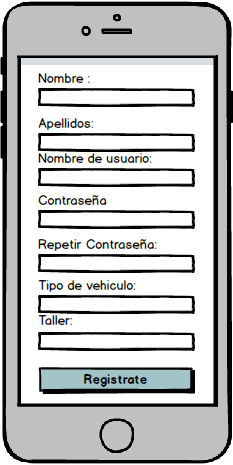 Nombre :
Apellidos:
Nombre de usuario:
Contraseña
Repetir Contraseña:
Tipo de vehiculo:
Taller:
Registrate